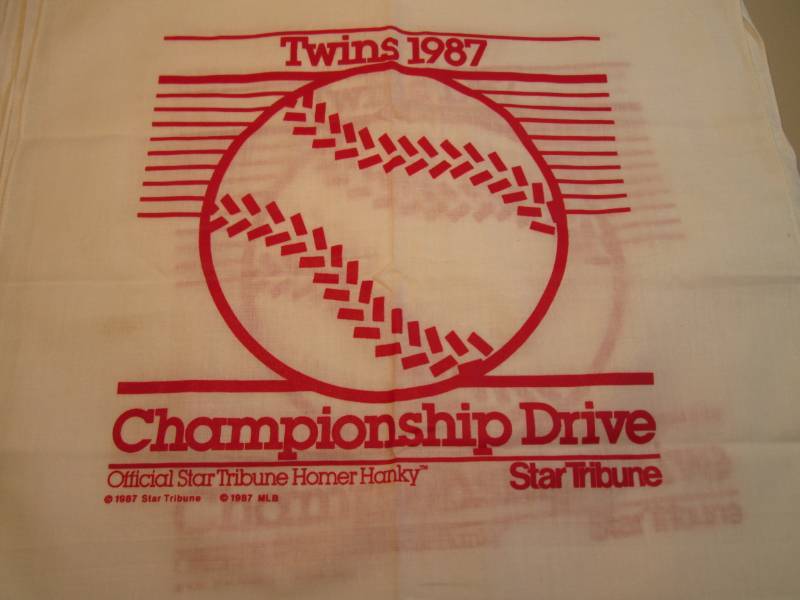 Twins 1987
Championship Drive
Official Star Tribune Homer Hanky™
Star Tribune
© 1987 Star Tribune © 1987 MLB